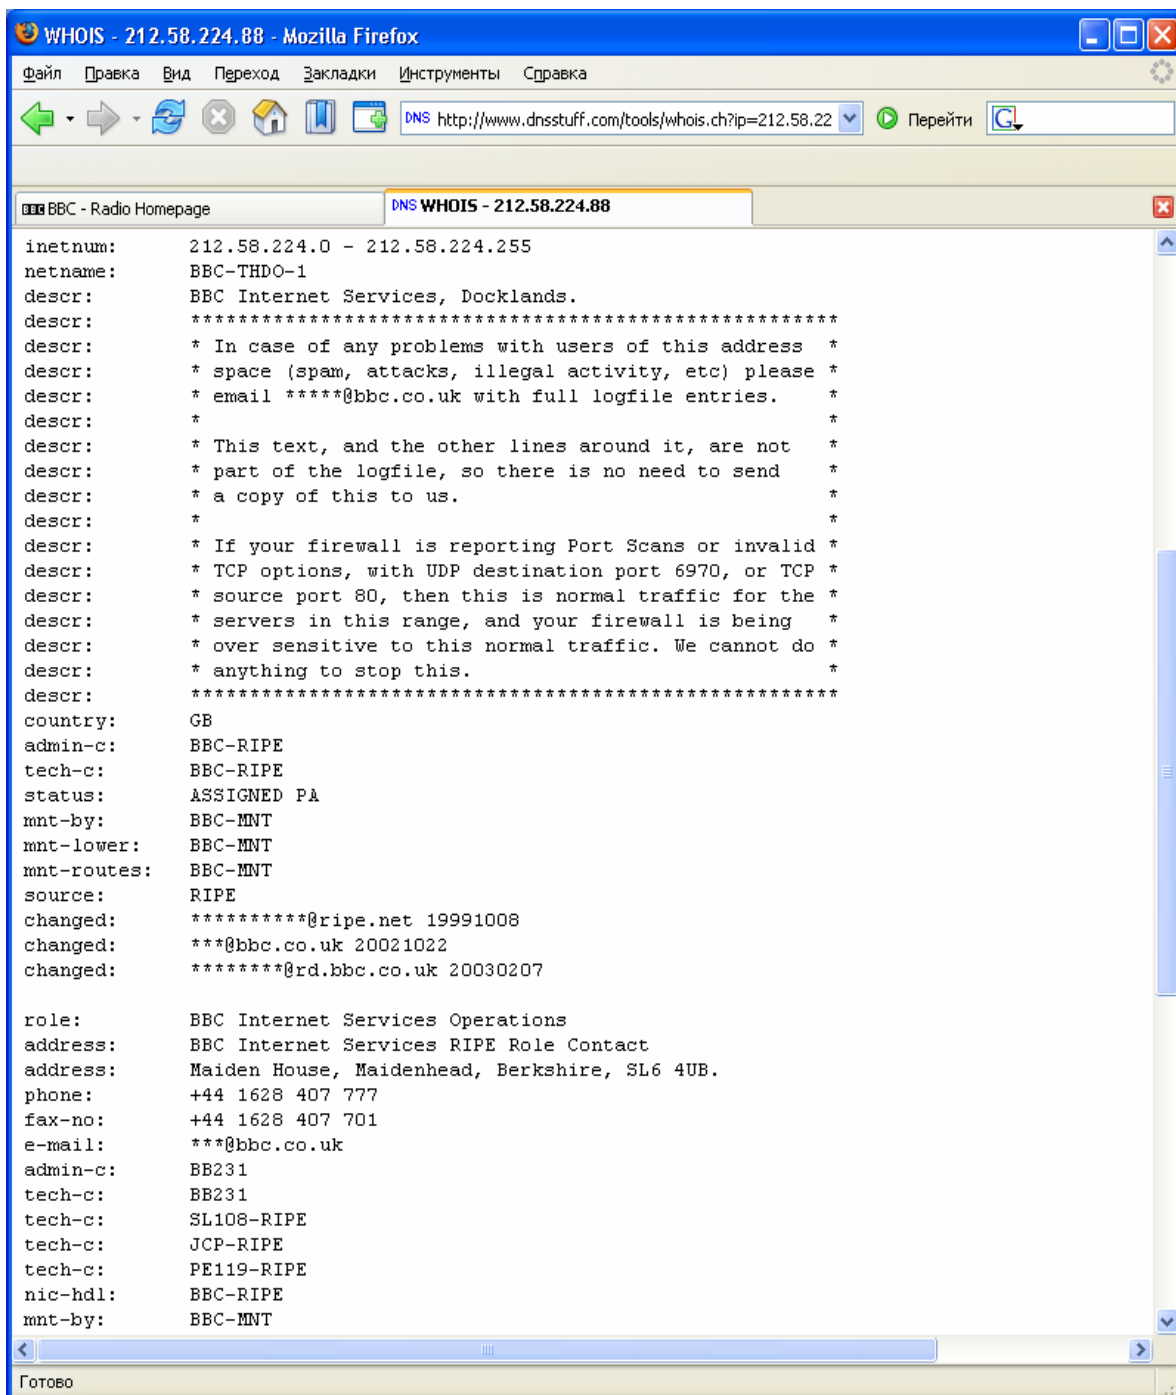 WHOIS - 212.58.224.88 - Mozilla Firefox
Файл Правка Вид Переход Закладки Инструменты Справка
DNS http://www.dnsstuff.com/tools/whois.ch?ip=212.58.22 Перейти G
BBC BBC - Radio Homepage DNS WHOIS - 212.58.224.88
inetnum: 212.58.224.0 - 212.58.224.255
netname: BBC-THDO-1
descr: BBC Internet Services, Docklands.
descr: ******************************************************
descr: * In case of any problems with users of this address *
descr: * space (spam, attacks, illegal activity, etc) please *
descr: * email *****@bbc.co.uk with full logfile entries. *
descr: * *
descr: * This text, and the other lines around it, are not *
descr: * part of the logfile, so there is no need to send *
descr: * a copy of this to us. *
descr: * *
descr: * If your firewall is reporting Port Scans or invalid *
descr: * TCP options, with UDP destination port 6970, or TCP *
descr: * source port 80, then this is normal traffic for the *
descr: * servers in this range, and your firewall is being *
descr: * over sensitive to this normal traffic. We cannot do *
descr: * anything to stop this. *
descr: ******************************************************
country: GB
admin-c: BBC-RIPE
tech-c: BBC-RIPE
status: ASSIGNED PA
mnt-by: BBC-MNT
mnt-lower: BBC-MNT
mnt-routes: BBC-MNT
source: RIPE
changed: **********@ripe.net 19991008
changed: ***@bbc.co.uk 20021022
changed: ********@rd.bbc.co.uk 20030207
role: BBC Internet Services Operations
address: BBC Internet Services RIPE Role Contact
address: Maiden House, Maidenhead, Berkshire, SL6 4UB.
phone: +44 1628 407 777
fax-no: +44 1628 407 701
e-mail: ***@bbc.co.uk
admin-c: BB231
tech-c: BB231
tech-c: SL108-RIPE
tech-c: JCP-RIPE
tech-c: PE119-RIPE
nic-hdl: BBC-RIPE
mnt-by: BBC-MNT
Готово